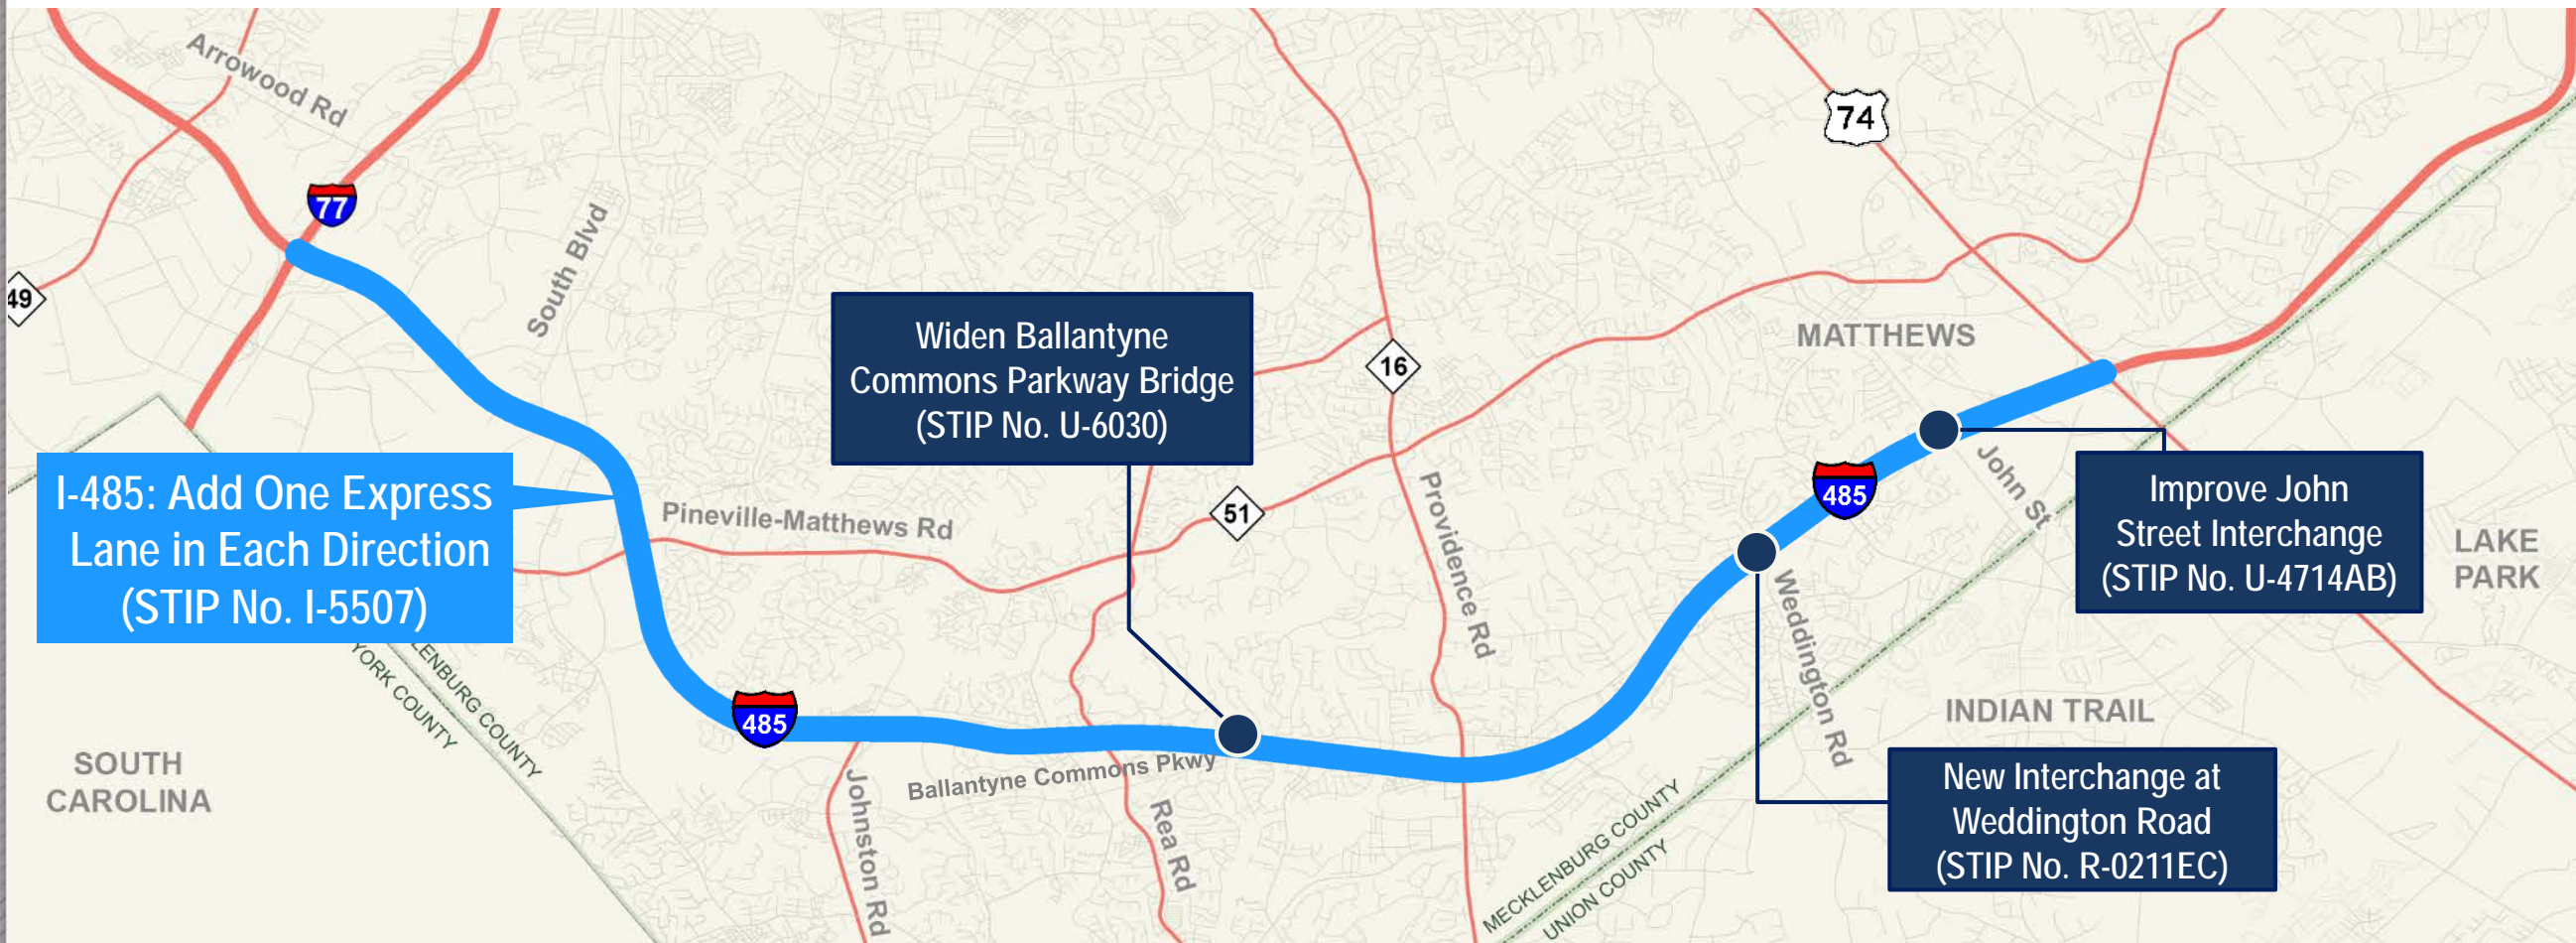 Arrowood Rd
77
49
South Blvd
74
16
MATTHEWS
Widen Ballantyne
Commons Parkway Bridge
(STIP No. U-6030)
I-485: Add One Express
Lane in Each Direction
(STIP No. I-5507)
Pineville-Matthews Rd
51
Providence Rd
485
John St
Improve John
Street Interchange
(STIP No. U-4714AB)
LAKE
PARK
Weddington Rd
INDIAN TRAIL
New Interchange at
Weddington Road
(STIP No. R-0211EC)
LENBURG COUNTY
YORK COUNTY
SOUTH
CAROLINA
485
Ballantyne Commons Pkwy
Johnston Rd
Rea Rd
MECKLENBURG COUNTY
UNION COUNTY